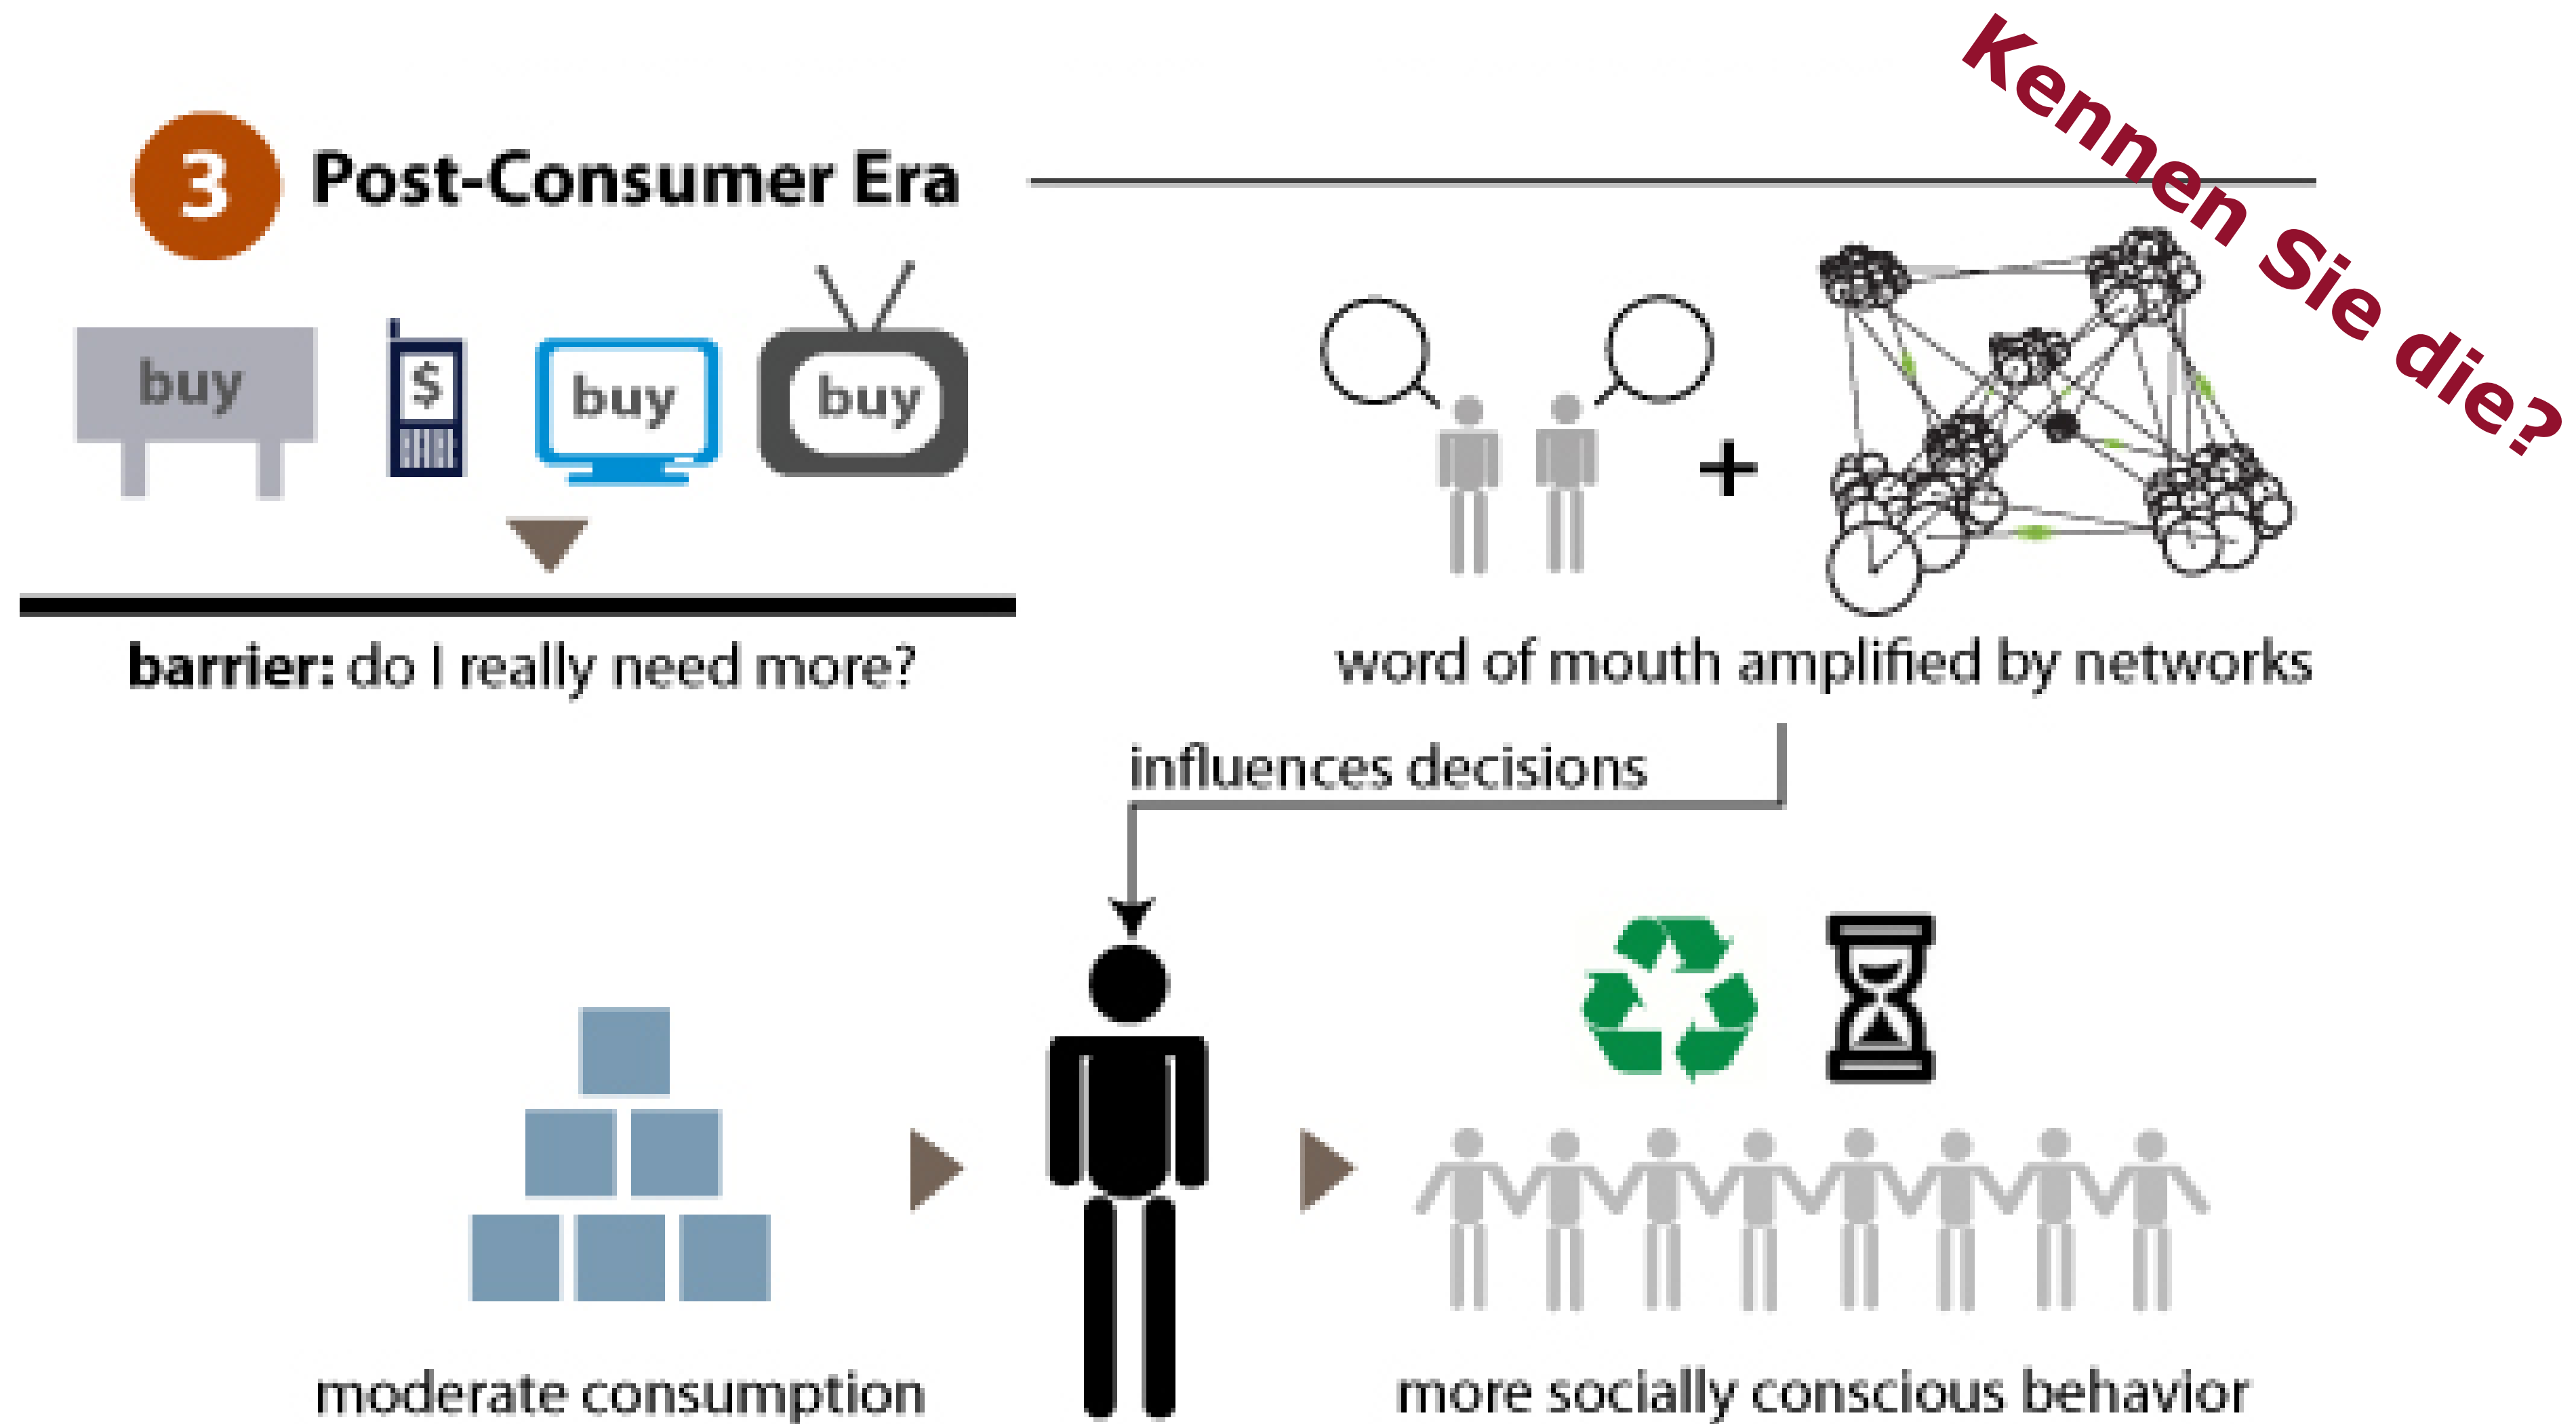 Kennen Sie die?
3 Post-Consumer Era
buy $ buy buy
+
barrier: do I really need more?
word of mouth amplified by networks
influences decisions
moderate consumption
more socially conscious behavior